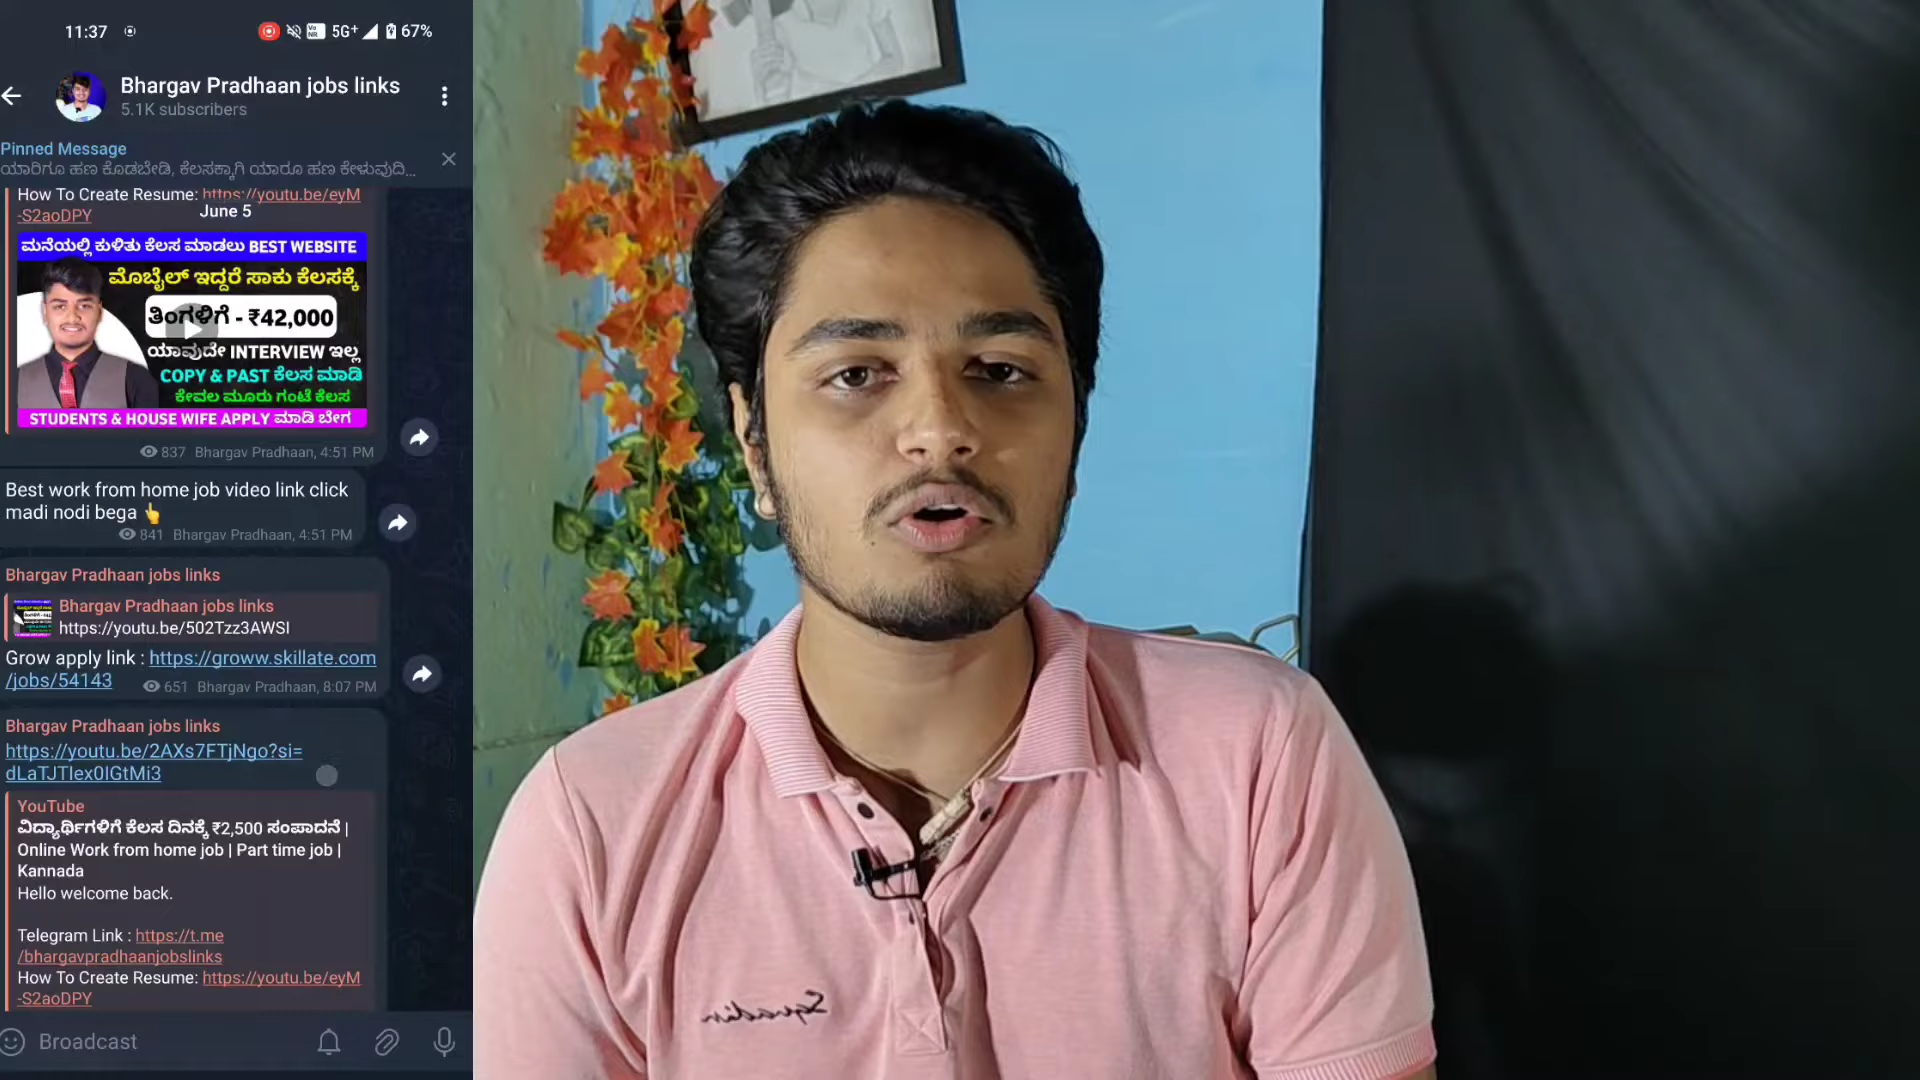 11:37
5G+ 67%
Bhargav Pradhaan jobs links
5.1K subscribers
Pinned Message
ಯಾರಿಗೂ ಹಣ ಕೊಡಬೇಡಿ, ಕೆಲಸಕ್ಕಾಗಿ ಯಾರೂ ಹಣ ಕೇಳುವುದಿ...
How To Create Resume: https://youtu.be/eyM
-S2aoDPY
June 5
ಮನೆಯಲ್ಲಿ ಕುಳಿತು ಕೆಲಸ ಮಾಡಲು BEST WEBSITE
ಮೊಬೈಲ್ ಇದ್ದರೆ ಸಾಕು ಕೆಲಸಕ್ಕೆ
ತಿಂಗಳಿಗೆ - ₹42,000
ಯಾವುದೇ INTERVIEW ಇಲ್ಲ
COPY & PAST ಕೆಲಸ ಮಾಡಿ
ಕೇವಲ ಮೂರು ಗಂಟೆ ಕೆಲಸ
STUDENTS & HOUSE WIFE APPLY ಮಾಡಿ ಬೇಗ
837 Bhargav Pradhaan, 4:51 PM
Best work from home job video link click
madi nodi bega
841 Bhargav Pradhaan, 4:51 PM
Bhargav Pradhaan jobs links
Bhargav Pradhaan jobs links
https://youtu.be/502Tzz3AWSI
Grow apply link : https://groww.skillate.com
/jobs/54143
651 Bhargav Pradhaan, 8:07 PM
Bhargav Pradhaan jobs links
https://youtu.be/2AXs7FTjNgo?si=
dLaTJTIex0IGtMi3
YouTube
ವಿದ್ಯಾರ್ಥಿಗಳಿಗೆ ಕೆಲಸ ದಿನಕ್ಕೆ ₹2,500 ಸಂಪಾದನೆ |
Online Work from home job | Part time job |
Kannada
Hello welcome back.
Telegram Link : https://t.me
/bhargavpradhaanjobslinks
How To Create Resume: https://youtu.be/eyM
-S2aoDPY
Broadcast
Squadin